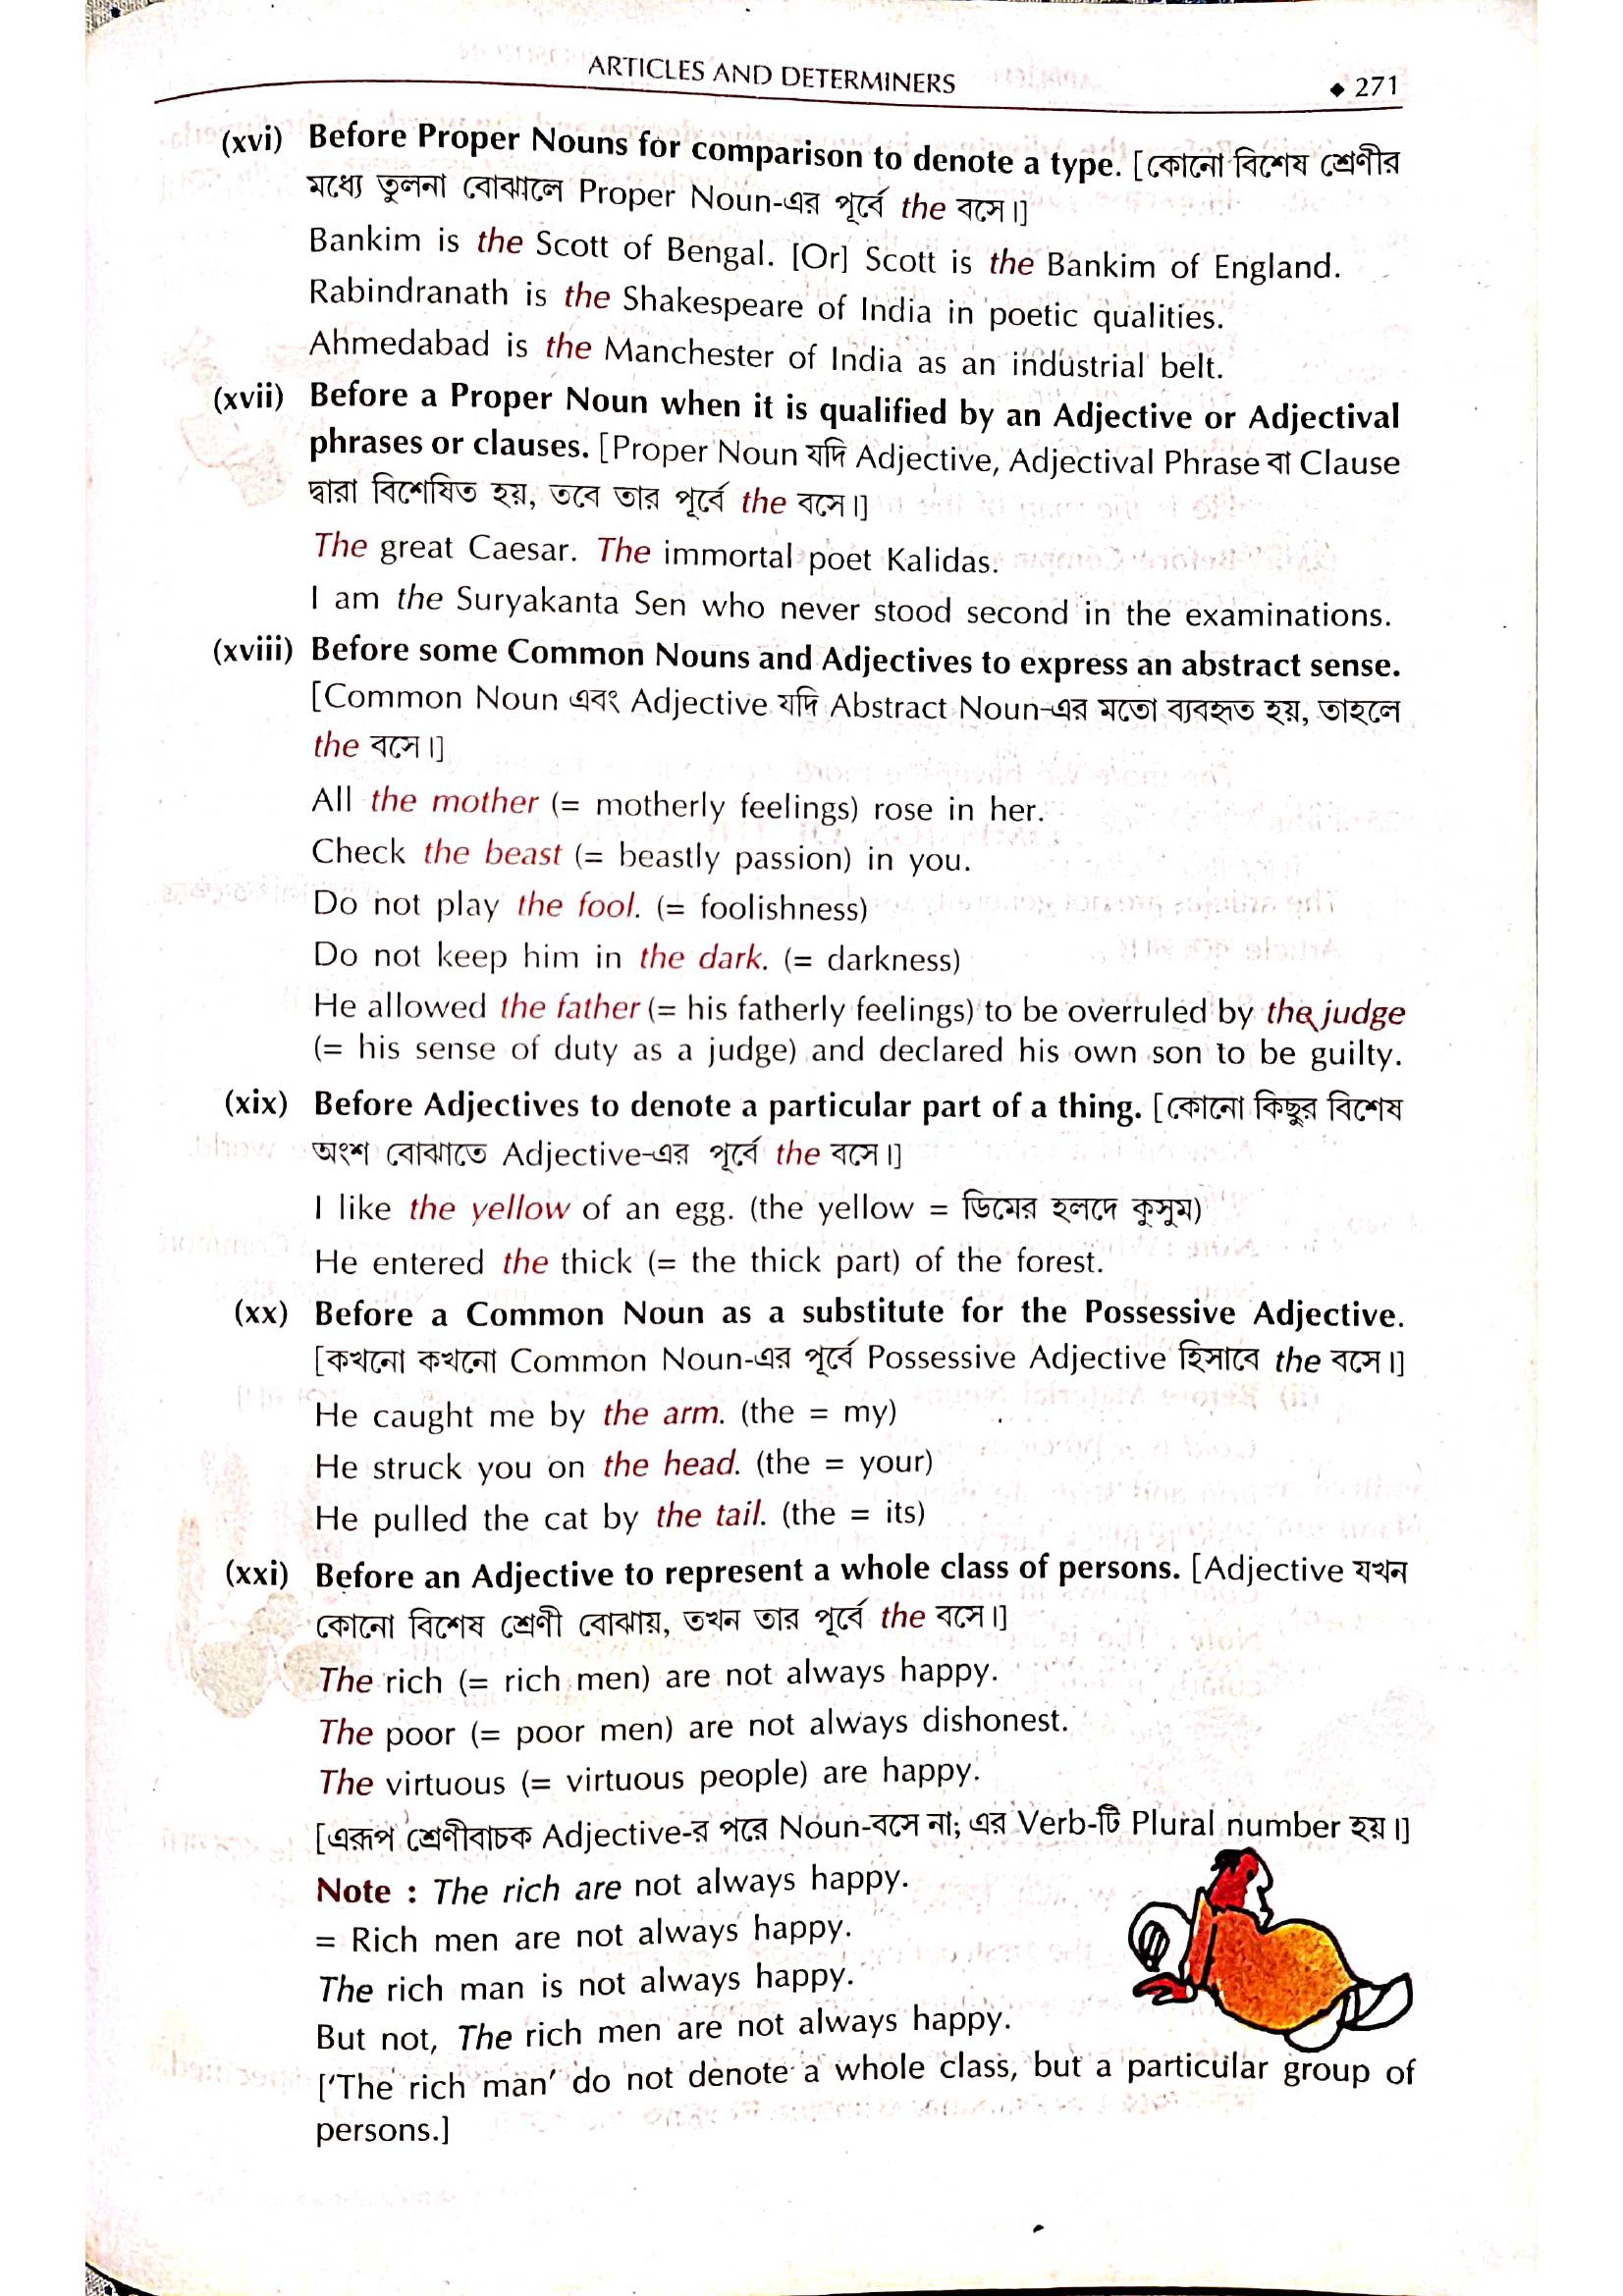 ARTICLES AND DETERMINERS
◆ 271
(xvi) Before Proper Nouns for comparison to denote a type. [কোনো বিশেষ শ্রেণীর
মধ্যে তুলনা বোঝালে Proper Noun-এর পূর্বে the বসে।]
Bankim is the Scott of Bengal. [Or] Scott is the Bankim of England.
Rabindranath is the Shakespeare of India in poetic qualities.
Ahmedabad is the Manchester of India as an industrial belt.
(xvii) Before a Proper Noun when it is qualified by an Adjective or Adjectival
phrases or clauses. [Proper Noun যদি Adjective, Adjectival Phrase বা Clause
দ্বারা বিশেষিত হয়, তবে তার পূর্বে the বসে।]
The great Caesar. The immortal poet Kalidas.
I am the Suryakanta Sen who never stood second in the examinations.
(xviii) Before some Common Nouns and Adjectives to express an abstract sense.
[Common Noun এবং Adjective যদি Abstract Noun-এর মতো ব্যবহৃত হয়, তাহলে
the বসে।]
All the mother (= motherly feelings) rose in her.
Check the beast (= beastly passion) in you.
Do not play the fool. (= foolishness)
Do not keep him in the dark. (= darkness)
He allowed the father (= his fatherly feelings) to be overruled by the judge
(= his sense of duty as a judge) and declared his own son to be guilty.
(xix) Before Adjectives to denote a particular part of a thing. [কোনো কিছুর বিশেষ
অংশ বোঝাতে Adjective-এর পূর্বে the বসে।]
I like the yellow of an egg. (the yellow = ডিমের হলদে কুসুম)
He entered the thick (= the thick part) of the forest.
(xx) Before a Common Noun as a substitute for the Possessive Adjective.
[কখনো কখনো Common Noun-এর পূর্বে Possessive Adjective হিসাবে the বসে।]
He caught me by the arm. (the = my)
He struck you on the head. (the = your)
He pulled the cat by the tail. (the = its)
(xxi) Before an Adjective to represent a whole class of persons. [Adjective যখন
কোনো বিশেষ শ্রেণী বোঝায়, তখন তার পূর্বে the বসে।]
The rich (= rich men) are not always happy.
The poor (= poor men) are not always dishonest.
The virtuous (= virtuous people) are happy.
[এরূপ শ্রেণীবাচক Adjective-র পরে Noun-বসে না; এর Verb-টি Plural number হয়।]
Note : The rich are not always happy.
= Rich men are not always happy.
The rich man is not always happy.
But not, The rich men are not always happy.
['The rich man' do not denote a whole class, but a particular group of
persons.]